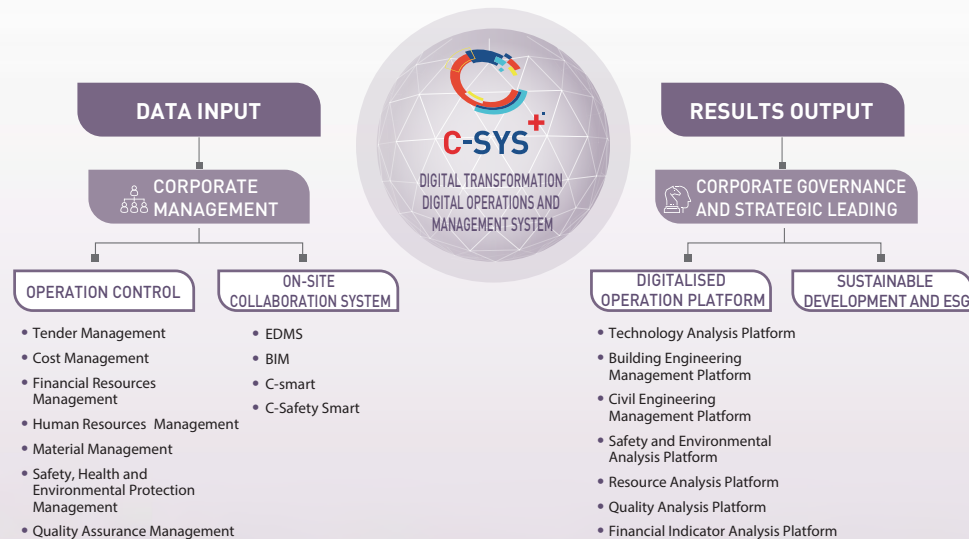 C-SYS+
DIGITAL TRANSFORMATION
DIGITAL OPERATIONS AND
MANAGEMENT SYSTEM
DATA INPUT
CORPORATE
MANAGEMENT
OPERATION CONTROL
• Tender Management
• Cost Management
• Financial Resources
Management
• Human Resources Management
• Material Management
• Safety, Health and
Environmental Protection
Management
• Quality Assurance Management
ON-SITE
COLLABORATION SYSTEM
• EDMS
• BIM
• C-smart
• C-Safety Smart
RESULTS OUTPUT
CORPORATE GOVERNANCE
AND STRATEGIC LEADING
DIGITALISED
OPERATION PLATFORM
• Technology Analysis Platform
• Building Engineering
Management Platform
• Civil Engineering
Management Platform
• Safety and Environmental
Analysis Platform
• Resource Analysis Platform
• Quality Analysis Platform
• Financial Indicator Analysis Platform
SUSTAINABLE
DEVELOPMENT AND ESG